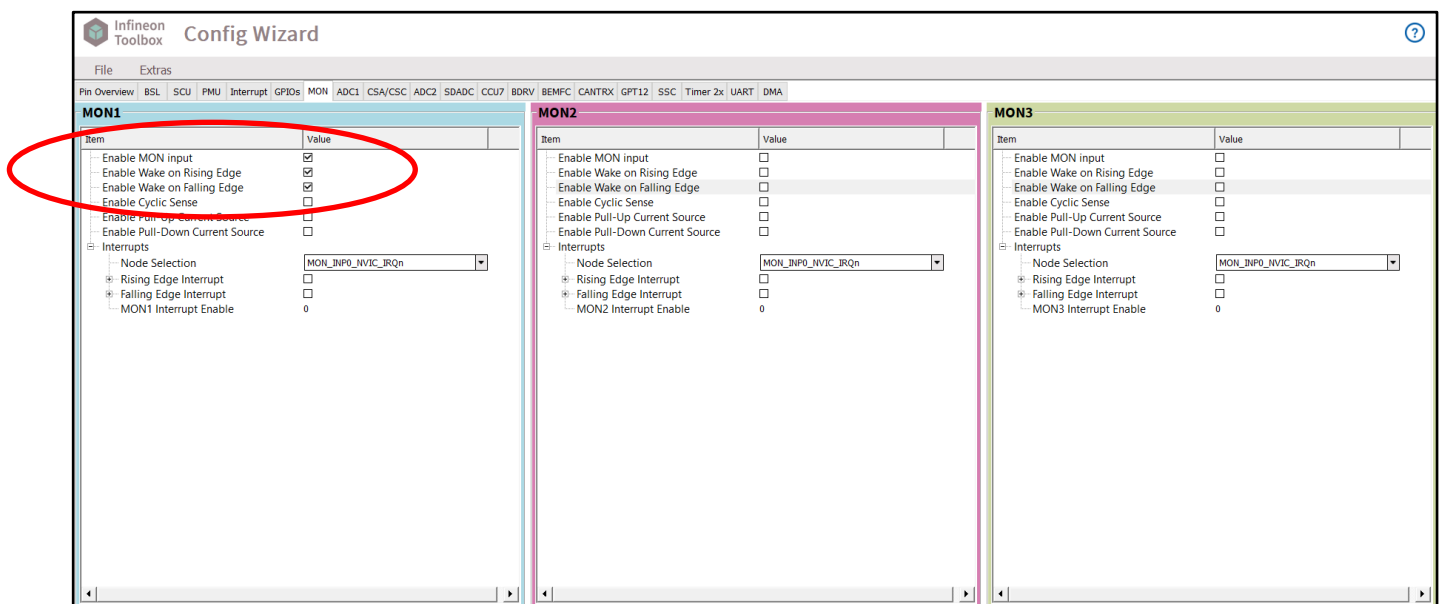 Infineon
Toolbox
Config Wizard
?
File Extras
Pin Overview BSL SCU PMU Interrupt GPIOs MON ADC1 CSA/CSC ADC2 SDADC CCU7 BDRV BEMFC CANTRX GPT12 SSC Timer 2x UART DMA
MON1
Item Value
Enable MON input
Enable Wake on Rising Edge
Enable Wake on Falling Edge
Enable Cyclic Sense
Enable Pull-Up Current Source
Enable Pull-Down Current Source
Interrupts
Node Selection MON_INP0_NVIC_IRQn
Rising Edge Interrupt
Falling Edge Interrupt
MON1 Interrupt Enable 0
MON2
Item Value
Enable MON input
Enable Wake on Rising Edge
Enable Wake on Falling Edge
Enable Cyclic Sense
Enable Pull-Up Current Source
Enable Pull-Down Current Source
Interrupts
Node Selection MON_INP0_NVIC_IRQn
Rising Edge Interrupt
Falling Edge Interrupt
MON2 Interrupt Enable 0
MON3
Item Value
Enable MON input
Enable Wake on Rising Edge
Enable Wake on Falling Edge
Enable Cyclic Sense
Enable Pull-Up Current Source
Enable Pull-Down Current Source
Interrupts
Node Selection MON_INP0_NVIC_IRQn
Rising Edge Interrupt
Falling Edge Interrupt
MON3 Interrupt Enable 0